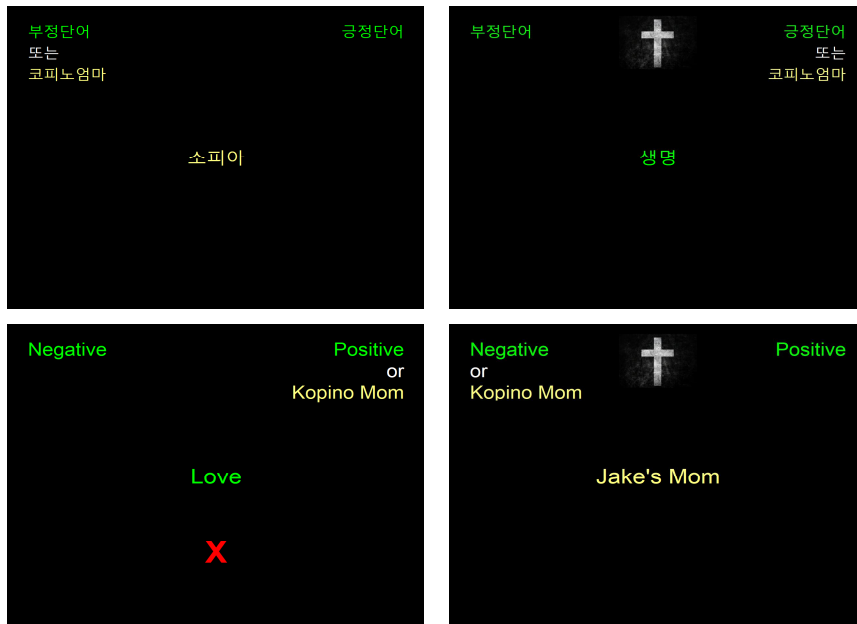 부정단어
긍정단어
또는
코피노엄마
소피아
부정단어
긍정단어
또는
코피노엄마
생명
Negative
Positive
or
Kopino Mom
Love
X
Negative
Positive
or
Kopino Mom
Jake's Mom